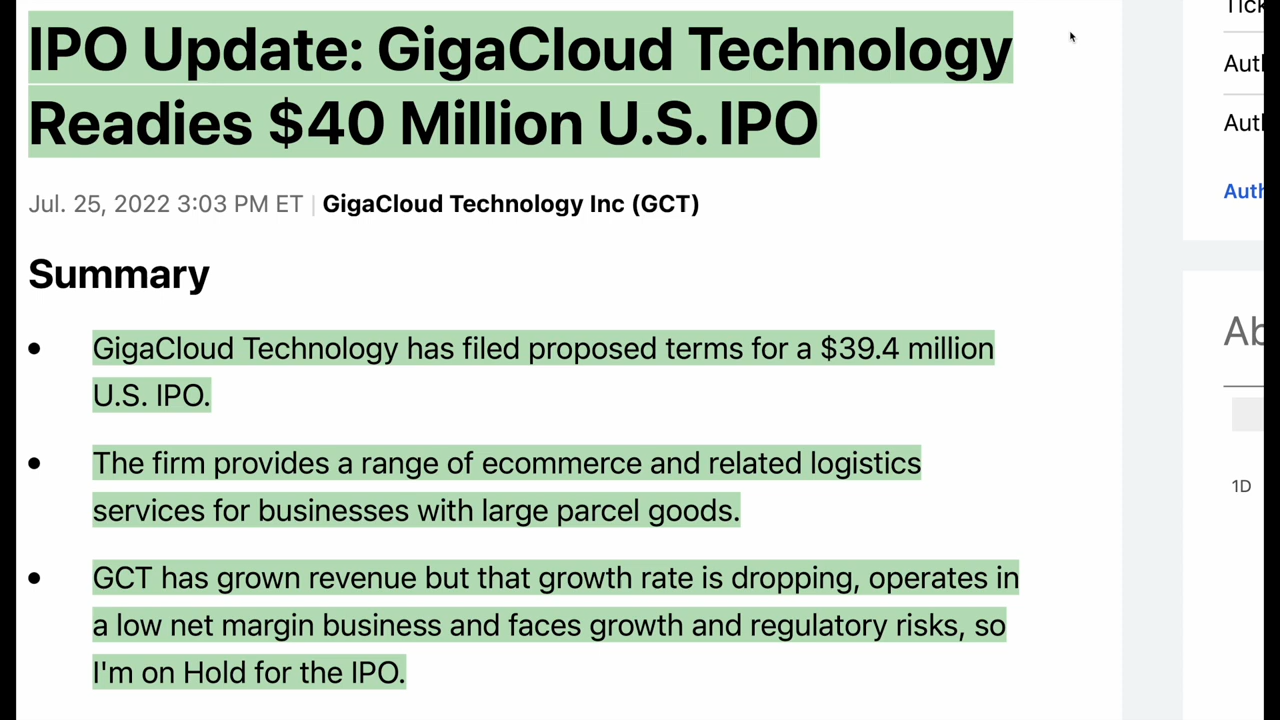 IPO Update: GigaCloud Technology
Readies $40 Million U.S. IPO
Jul. 25, 2022 3:03 PM ET | GigaCloud Technology Inc (GCT)
Summary
• GigaCloud Technology has filed proposed terms for a $39.4 million
U.S. IPO.
• The firm provides a range of ecommerce and related logistics
services for businesses with large parcel goods.
• GCT has grown revenue but that growth rate is dropping, operates in
a low net margin business and faces growth and regulatory risks, so
I'm on Hold for the IPO.
1D